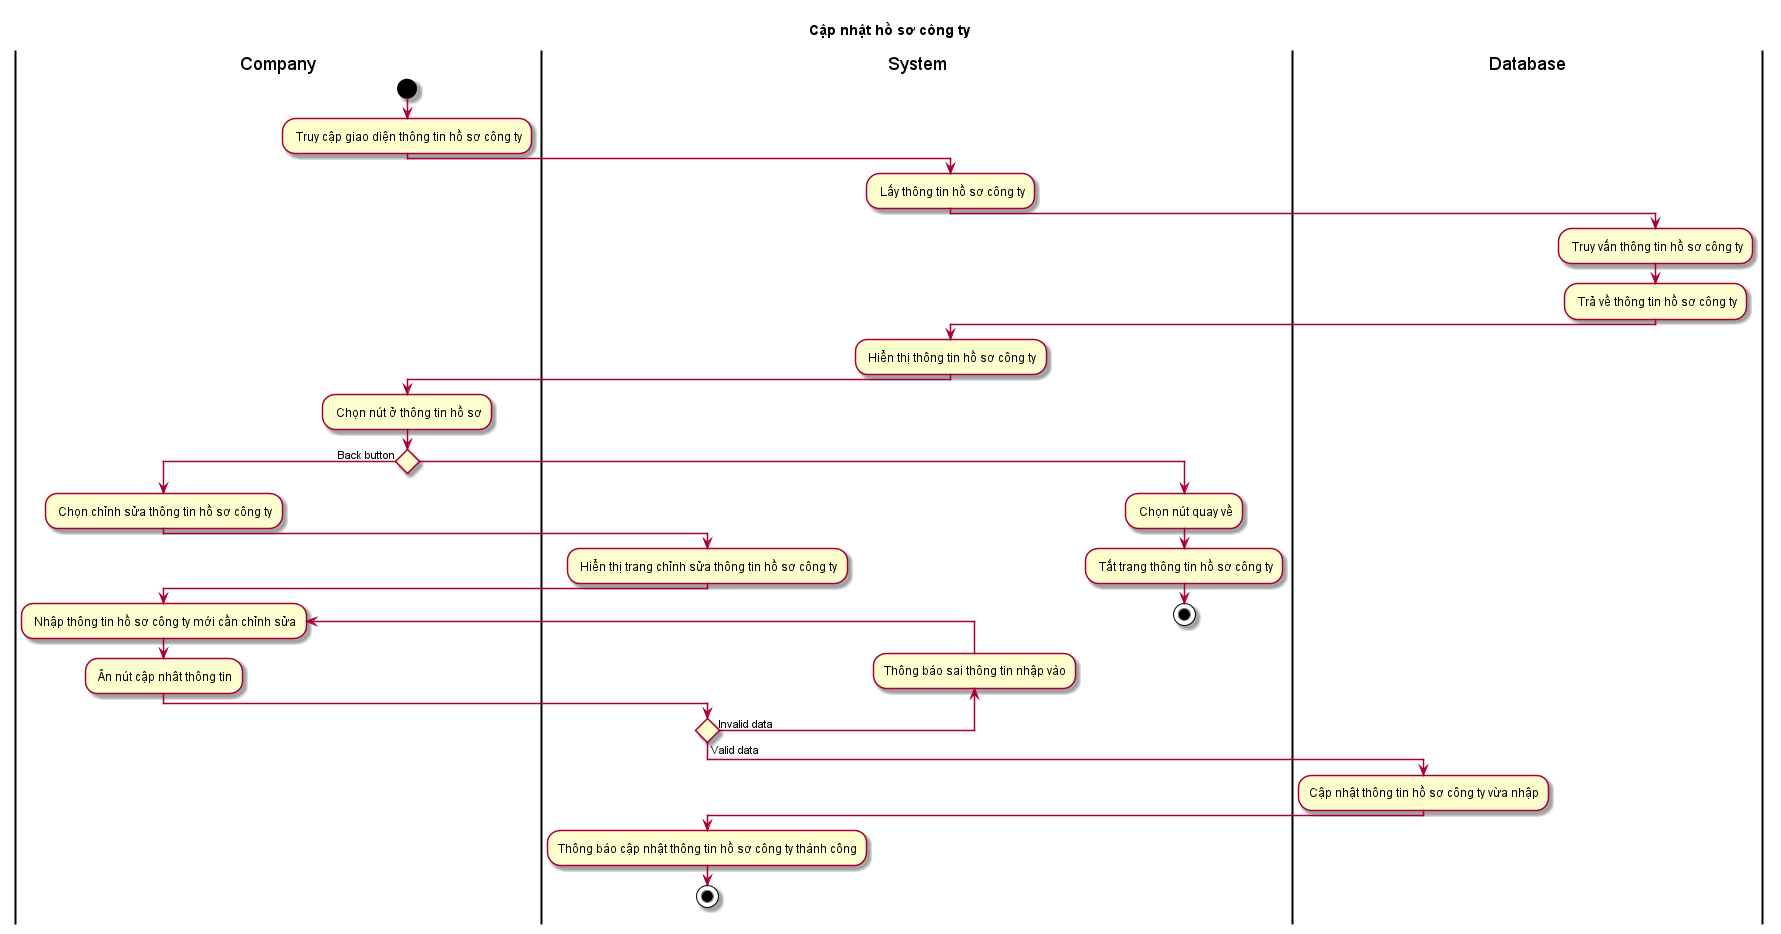 Cập nhật hồ sơ công ty
Company
System
Database
Truy cập giao diện thông tin hồ sơ công ty
Lấy thông tin hồ sơ công ty
Truy vấn thông tin hồ sơ công ty
Trả về thông tin hồ sơ công ty
Hiển thị thông tin hồ sơ công ty
Chọn nút ở thông tin hồ sơ
Back button
Chọn chỉnh sửa thông tin hồ sơ công ty
Chọn nút quay về
Hiển thị trang chỉnh sửa thông tin hồ sơ công ty
Tắt trang thông tin hồ sơ công ty
Nhập thông tin hồ sơ công ty mới cần chỉnh sửa
Thông báo sai thông tin nhập vào
Ân nút cập nhât thông tin
Invalid data
Valid data
Cập nhật thông tin hồ sơ công ty vừa nhập
Thông báo cập nhật thông tin hồ sơ công ty thành công